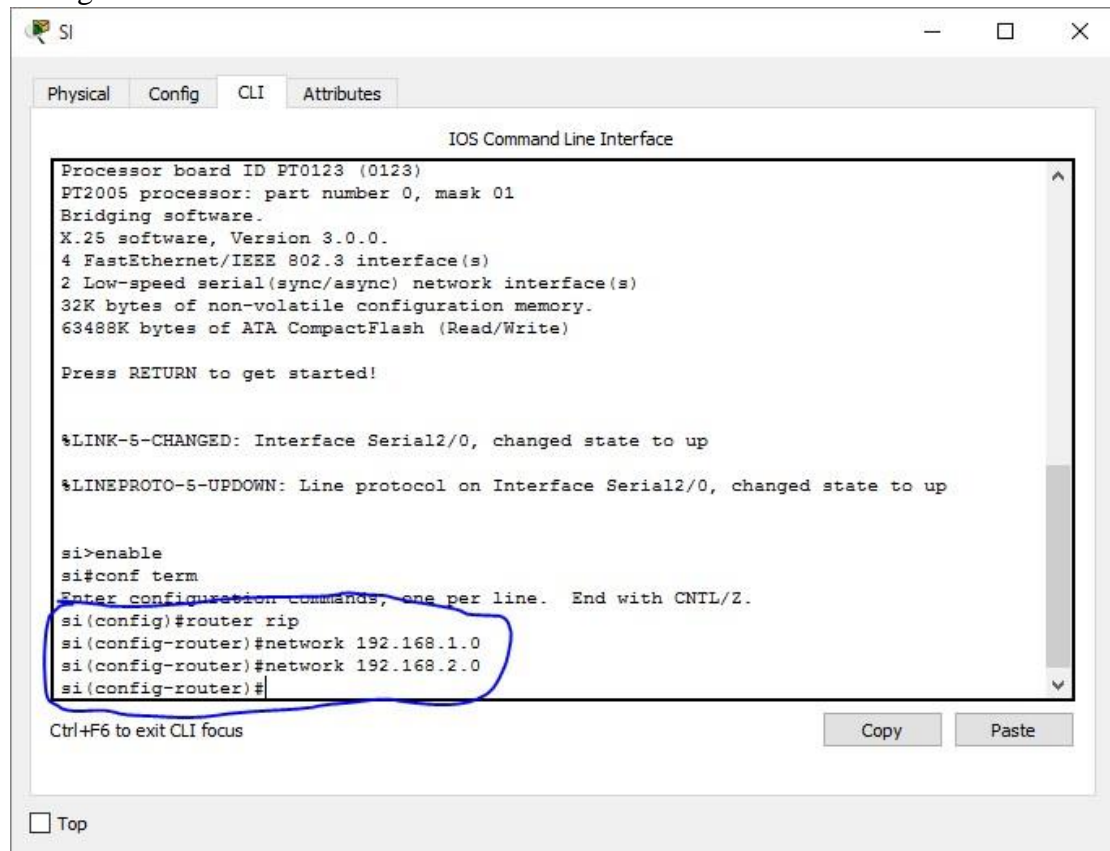 SI
Physical Config CLI Attributes
IOS Command Line Interface
Processor board ID PT0123 (0123)
PT2005 processor: part number 0, mask 01
Bridging software.
X.25 software, Version 3.0.0.
4 FastEthernet/IEEE 802.3 interface(s)
2 Low-speed serial(sync/async) network interface(s)
32K bytes of non-volatile configuration memory.
63488K bytes of ATA CompactFlash (Read/Write)
Press RETURN to get started!
%LINK-5-CHANGED: Interface Serial2/0, changed state to up
%LINEPROTO-5-UPDOWN: Line protocol on Interface Serial2/0, changed state to up
si>enable
si#conf term
Enter configuration commands, one per line. End with CNTL/Z.
si(config)#router rip
si(config-router)#network 192.168.1.0
si(config-router)#network 192.168.2.0
si(config-router)#
Ctrl+F6 to exit CLI focus
Copy Paste
Top